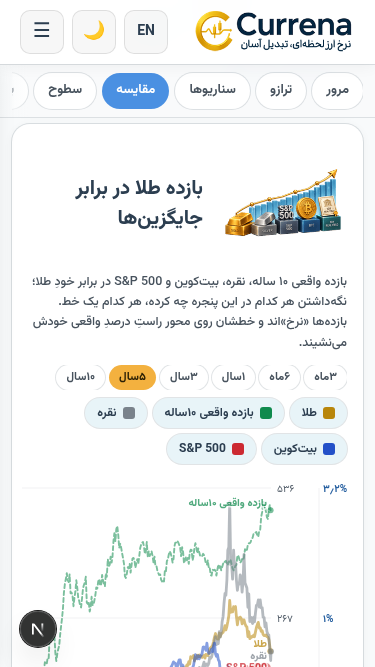 Currena
نرخ ارز لحظه‌ای، تبدیل آسان
EN
مرور
ترازو
سناریوها
مقایسه
سطوح
بازده طلا در برابر
جایگزین‌ها
S&P 500
بازده واقعی ۱۰ ساله، نقره، بیت‌کوین و S&P 500 در برابر خودِ طلا؛
نگه‌داشتن هر کدام در این پنجره چه کرده، هر کدام یک خط.
بازده‌ها «نرخ»‌اند و خطشان روی محور راستِ درصدِ واقعی خودش
می‌نشیند.
۳ماه
۶ماه
۱سال
۳سال
۵سال
۱۰سال
طلا
بازده واقعی ۱۰ساله
نقره
بیت‌کوین
S&P 500
۵۳۶
۳٫۲%
بازده واقعی ۱۰ساله
۲۶۷
۱%
طلا
نقره
S&P 500
N